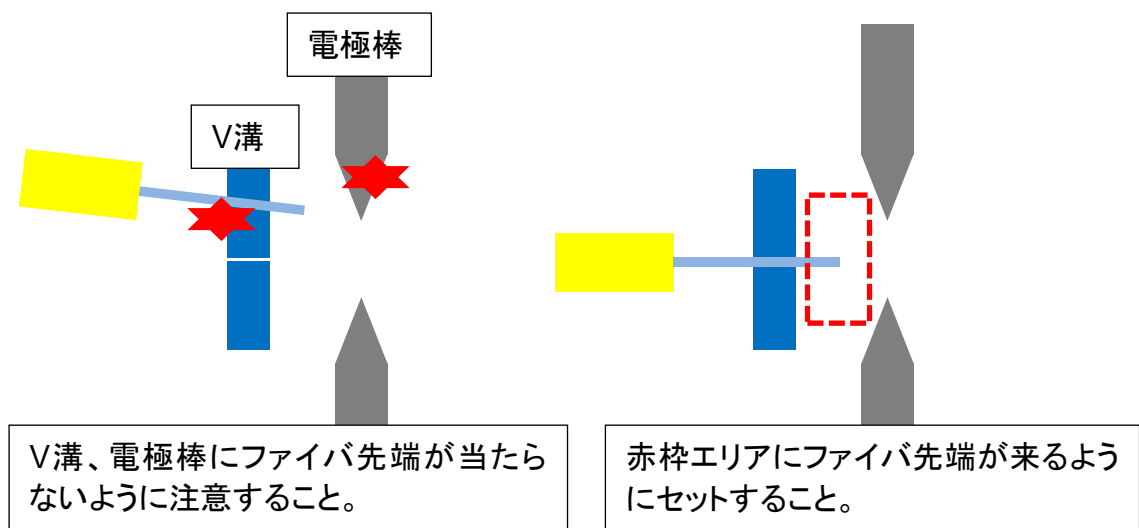 電極棒
V溝
V溝、電極棒にファイバ先端が当たら
ないように注意すること。
赤枠エリアにファイバ先端が来るよう
にセットすること。